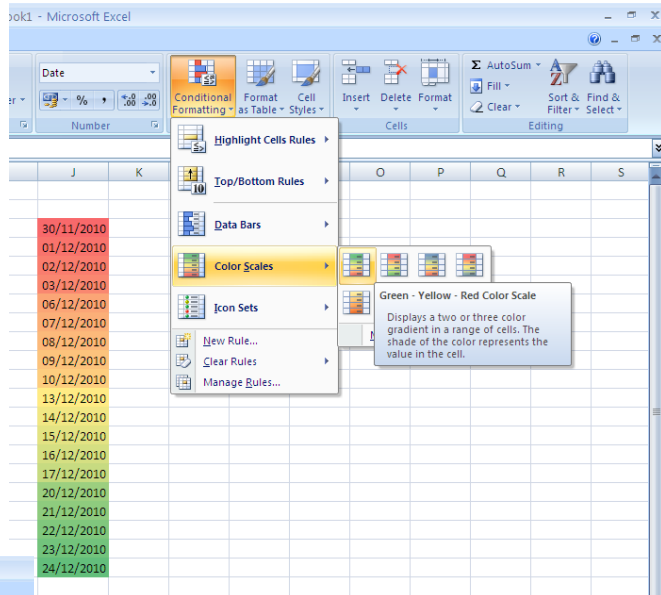 ook1 - Microsoft Excel
Date
Conditional Formatting
Format as Table
Cell Styles
Insert
Delete
Format
Σ AutoSum
Fill
Clear
Sort & Filter
Find & Select
er
% , .00 .00
Number
Cells
Editing
Highlight Cells Rules
Top/Bottom Rules
10
Data Bars
Color Scales
Icon Sets
New Rule...
Clear Rules
Manage Rules...
Green - Yellow - Red Color Scale
Displays a two or three color
gradient in a range of cells. The
shade of the color represents the
value in the cell.
J K O P Q R S
30/11/2010
01/12/2010
02/12/2010
03/12/2010
06/12/2010
07/12/2010
08/12/2010
09/12/2010
10/12/2010
13/12/2010
14/12/2010
15/12/2010
16/12/2010
17/12/2010
20/12/2010
21/12/2010
22/12/2010
23/12/2010
24/12/2010